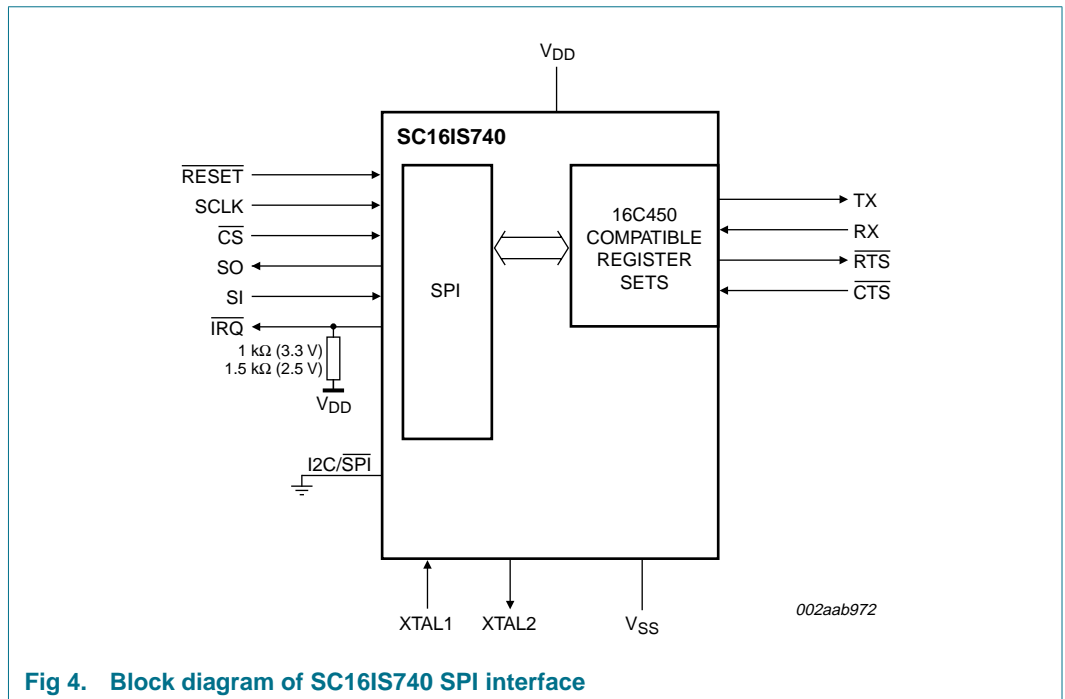 VDD
SC16IS740
RESET
SCLK
CS
SO
SI
IRQ
1 kΩ (3.3 V)
1.5 kΩ (2.5 V)
VDD
I2C/SPI
SPI
16C450
COMPATIBLE
REGISTER
SETS
TX
RX
RTS
CTS
XTAL1
XTAL2
VSS
002aab972
Fig 4. Block diagram of SC16IS740 SPI interface